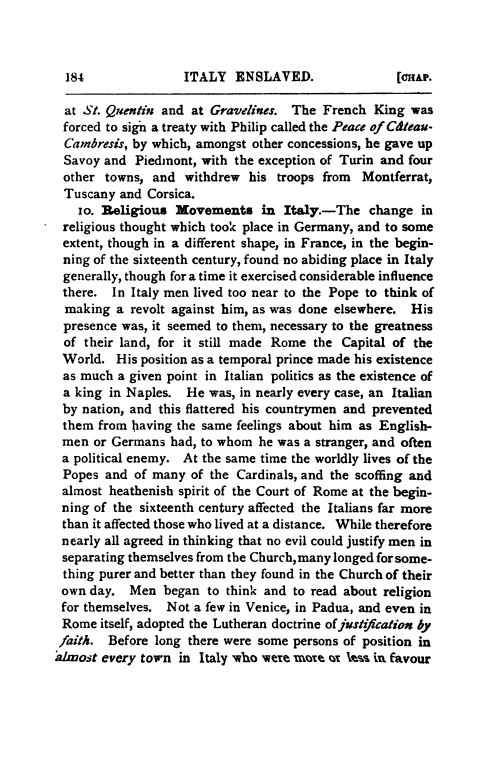 184 ITALY ENSLAVED. [CHAP.
at St. Quentin and at Gravelines. The French King was
forced to sign a treaty with Philip called the Peace of Câteau-
Cambresis, by which, amongst other concessions, he gave up
Savoy and Piedmont, with the exception of Turin and four
other towns, and withdrew his troops from Montferrat,
Tuscany and Corsica.
10. Religious Movements in Italy.—The change in
religious thought which took place in Germany, and to some
extent, though in a different shape, in France, in the begin-
ning of the sixteenth century, found no abiding place in Italy
generally, though for a time it exercised considerable influence
there. In Italy men lived too near to the Pope to think of
making a revolt against him, as was done elsewhere. His
presence was, it seemed to them, necessary to the greatness
of their land, for it still made Rome the Capital of the
World. His position as a temporal prince made his existence
as much a given point in Italian politics as the existence of
a king in Naples. He was, in nearly every case, an Italian
by nation, and this flattered his countrymen and prevented
them from having the same feelings about him as English-
men or Germans had, to whom he was a stranger, and often
a political enemy. At the same time the worldly lives of the
Popes and of many of the Cardinals, and the scoffing and
almost heathenish spirit of the Court of Rome at the begin-
ning of the sixteenth century affected the Italians far more
than it affected those who lived at a distance. While therefore
nearly all agreed in thinking that no evil could justify men in
separating themselves from the Church, many longed for some-
thing purer and better than they found in the Church of their
own day. Men began to think and to read about religion
for themselves. Not a few in Venice, in Padua, and even in
Rome itself, adopted the Lutheran doctrine of justification by
faith. Before long there were some persons of position in
almost every town in Italy who were more or less in favour